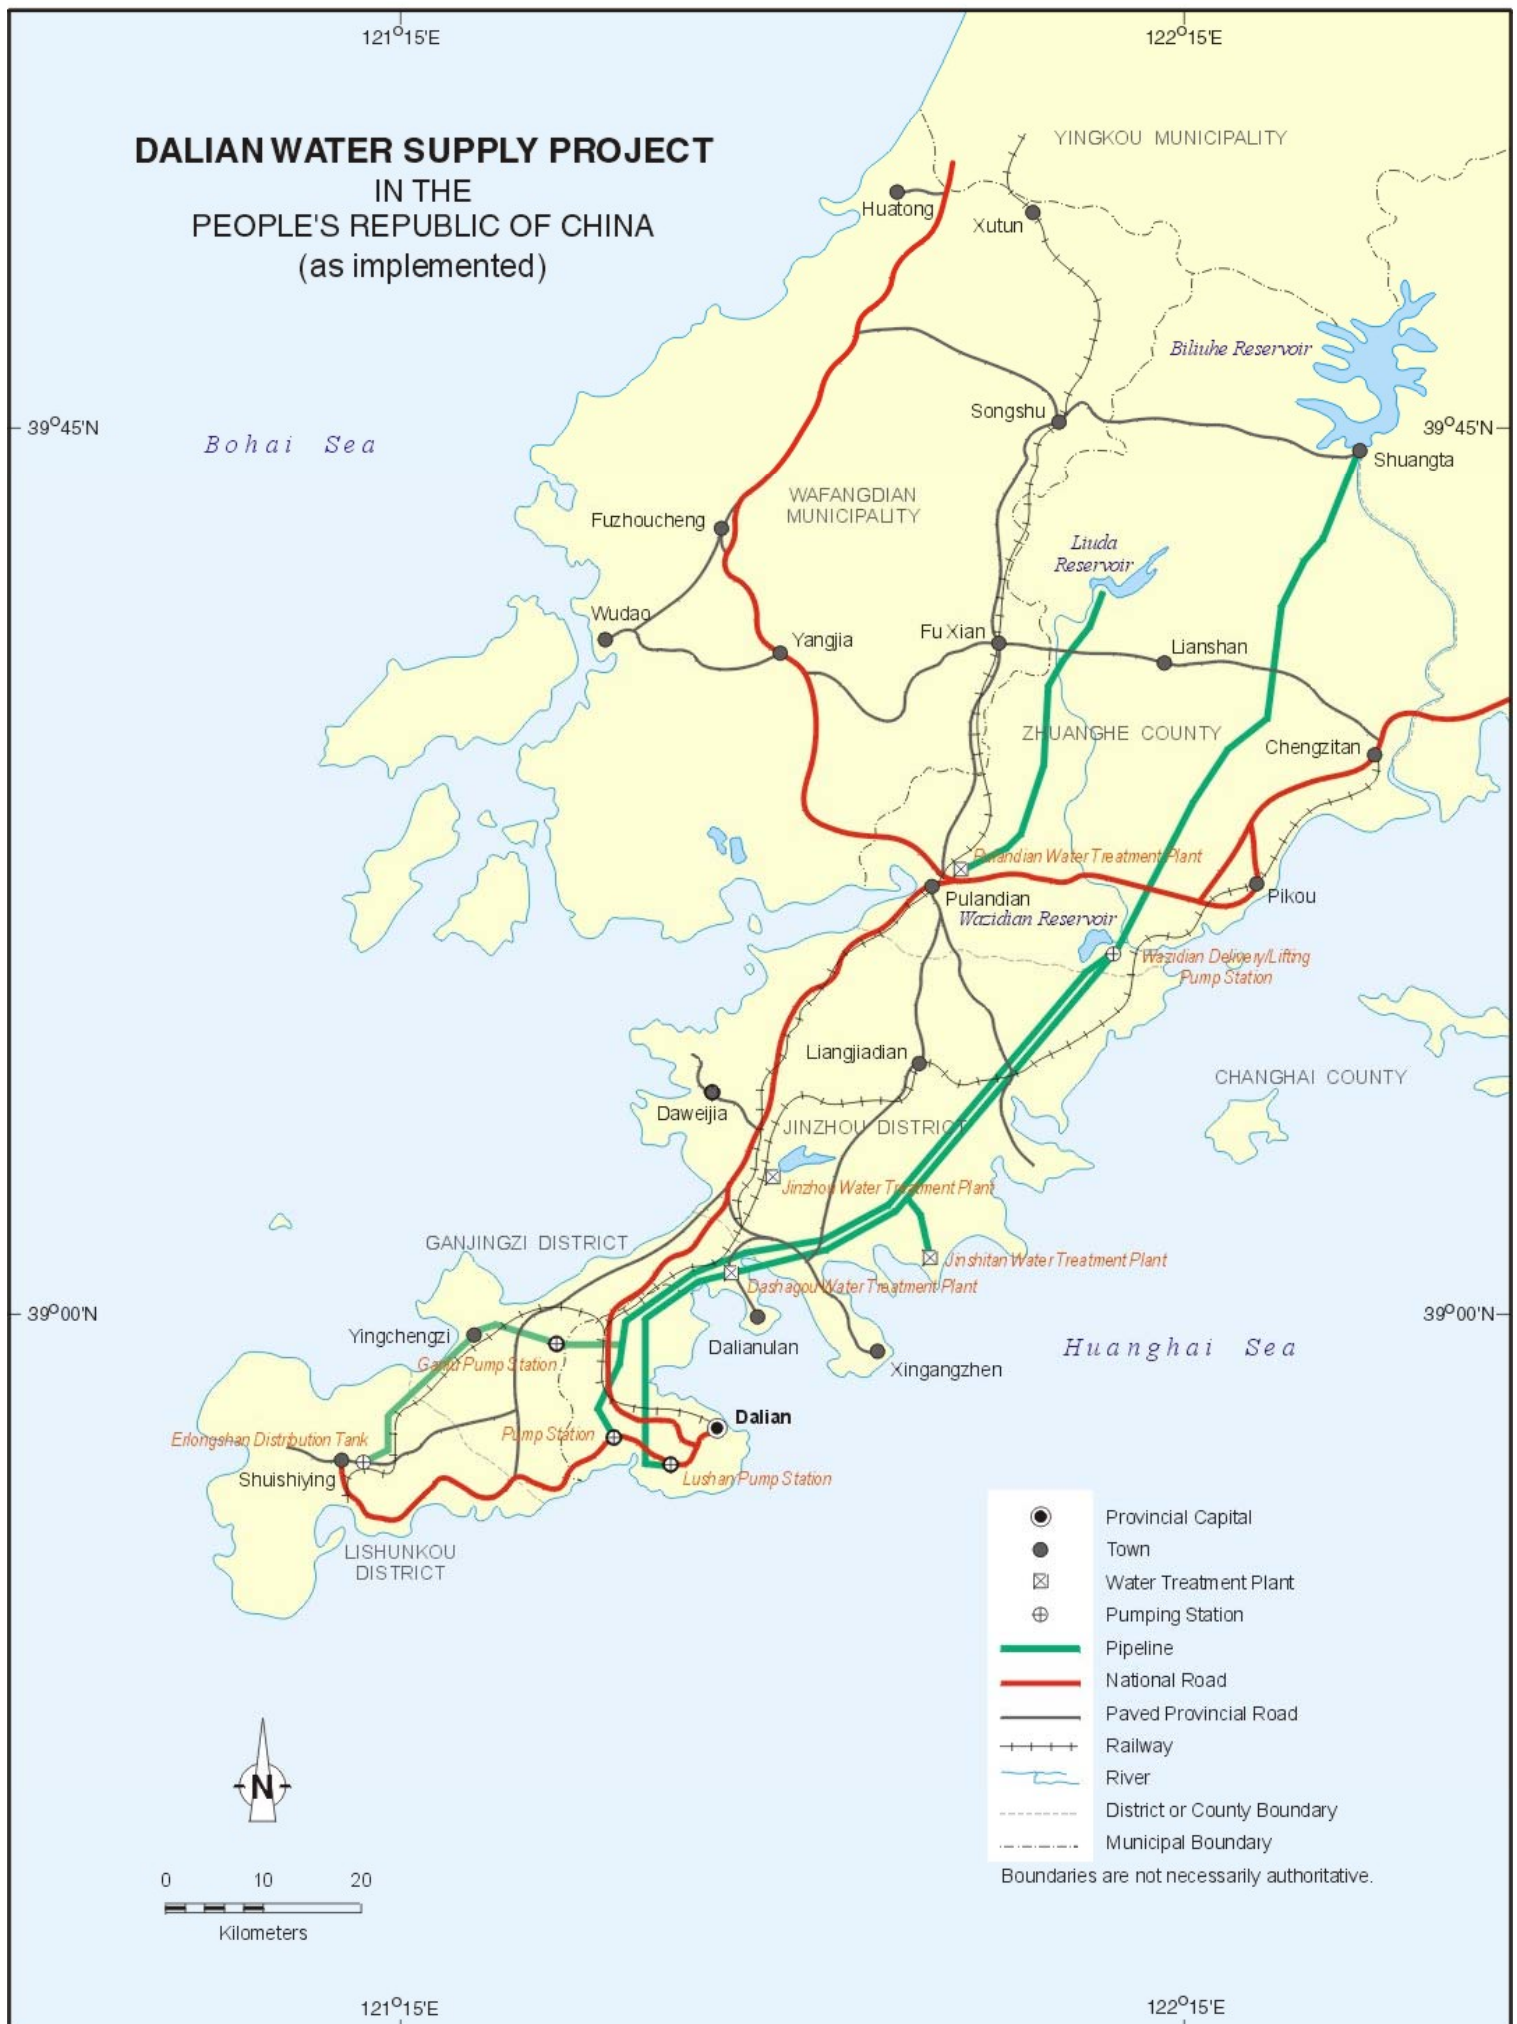 121°15'E
122°15'E
DALIAN WATER SUPPLY PROJECT
IN THE
PEOPLE'S REPUBLIC OF CHINA
(as implemented)
YINGKOU MUNICIPALITY
Huatong
Xutun
Biliuhe Reservoir
Songshu
39°45'N
39°45'N
Bohai Sea
Shuangta
WAFANGDIAN
MUNICIPALITY
Fuzhoucheng
Liuda
Reservoir
Wudao
Yangjia
Fu Xian
Lianshan
ZHUANGHE COUNTY
Chengzitan
Pulandian Water Treatment Plant
Pulandian
Pikou
Wazidian Reservoir
Wazidian Delivery/Lifting
Pump Station
Liangjiadian
CHANGHAI COUNTY
Daweijia
JINZHOU DISTRICT
Jinzhou Water Treatment Plant
GANJINGZI DISTRICT
Jinshitan Water Treatment Plant
Dashagou Water Treatment Plant
39°00'N
39°00'N
Yingchengzi
Dalianulan
Huanghai Sea
Pump Station
Xingangzhen
Dalian
Erlongshan Distribution Tank
Pump Station
Shuishiying
Lushan Pump Station
LISHUNKOU
DISTRICT
Provincial Capital
Town
Water Treatment Plant
Pumping Station
Pipeline
National Road
Paved Provincial Road
Railway
River
District or County Boundary
Municipal Boundary
Boundaries are not necessarily authoritative.
N
0 10 20
Kilometers
121°15'E
122°15'E